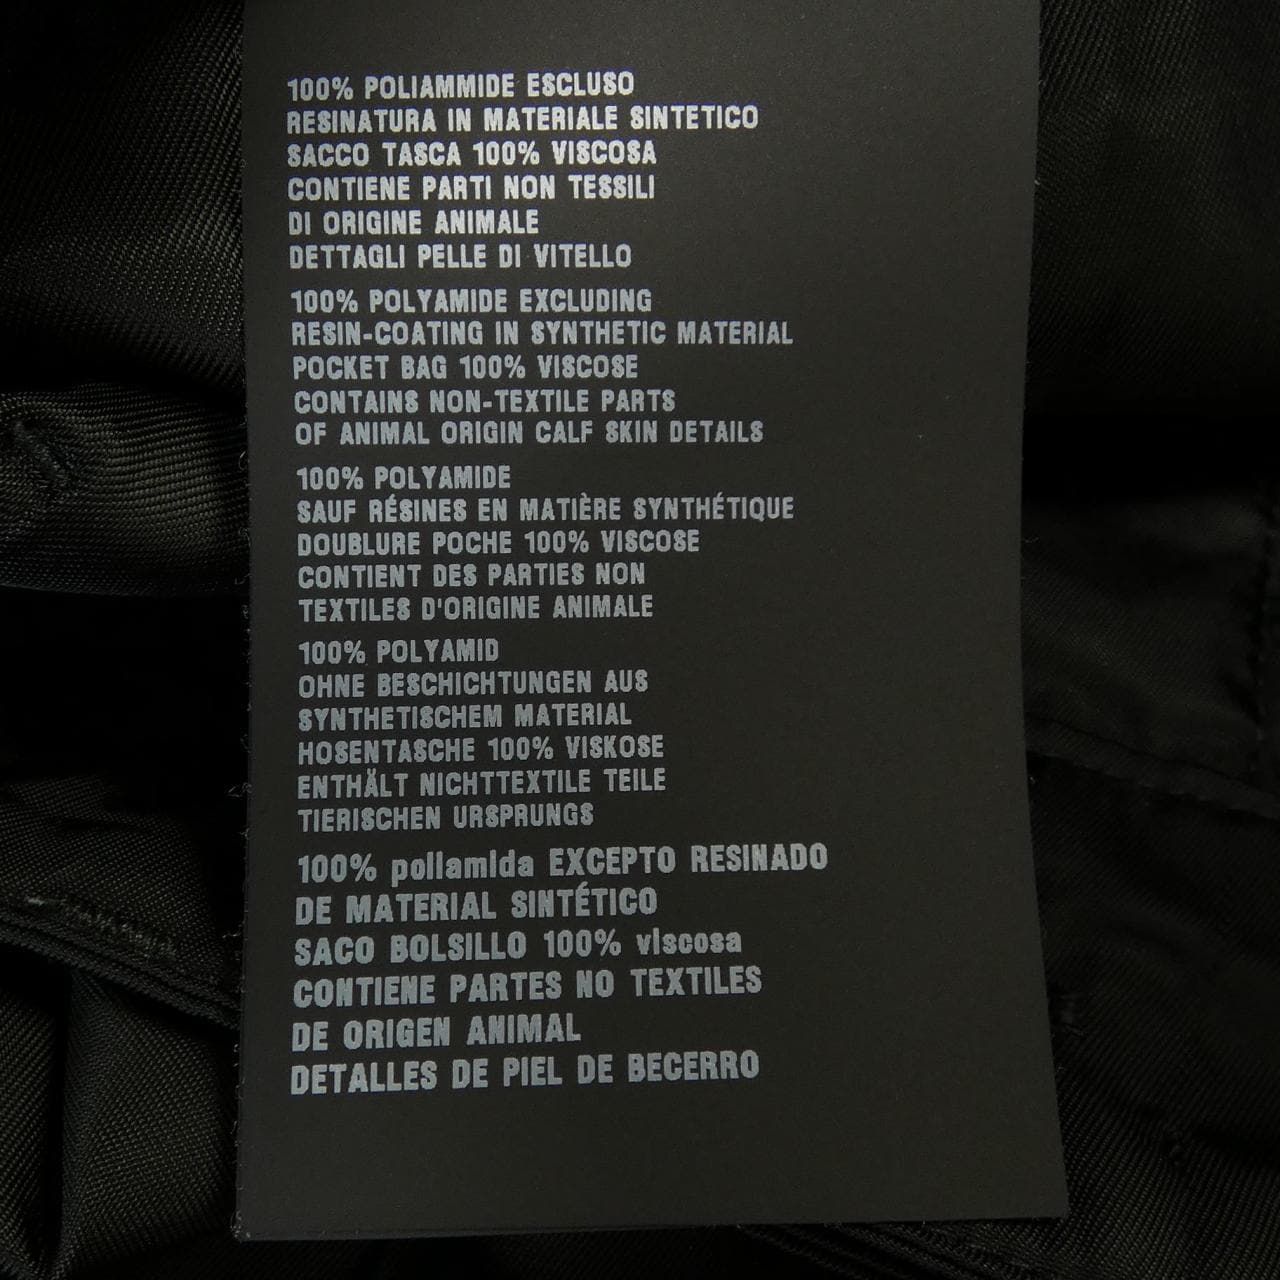 100% POLIAMMIDE ESCLUSO
RESINATURA IN MATERIALE SINTETICO
SACCO TASCA 100% VISCOSA
CONTIENE PARTI NON TESSILI
DI ORIGINE ANIMALE
DETTAGLI PELLE DI VITELLO
100% POLYAMIDE EXCLUDING
RESIN-COATING IN SYNTHETIC MATERIAL
POCKET BAG 100% VISCOSE
CONTAINS NON-TEXTILE PARTS
OF ANIMAL ORIGIN CALF SKIN DETAILS
100% POLYAMIDE
SAUF RÉSINES EN MATIÈRE SYNTHÉTIQUE
DOUBLURE POCHE 100% VISCOSE
CONTIENT DES PARTIES NON
TEXTILES D'ORIGINE ANIMALE
100% POLYAMID
OHNE BESCHICHTUNGEN AUS
SYNTHETISCHEM MATERIAL
HOSENTASCHE 100% VISKOSE
ENTHÄLT NICHTTEXTILE TEILE
TIERISCHEN URSPRUNGS
100% poliamida EXCEPTO RESINADO
DE MATERIAL SINTÉTICO
SACO BOLSILLO 100% viscosa
CONTIENE PARTES NO TEXTILES
DE ORIGEN ANIMAL
DETALLES DE PIEL DE BECERRO